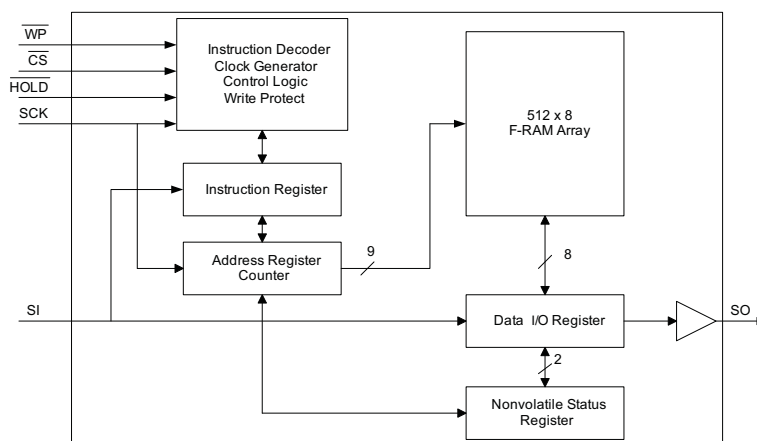 WP
CS
HOLD
SCK
Instruction Decoder
Clock Generator
Control Logic
Write Protect
512 x 8
F-RAM Array
Instruction Register
Address Register
Counter
9
8
SI
Data I/O Register
SO
2
Nonvolatile Status
Register